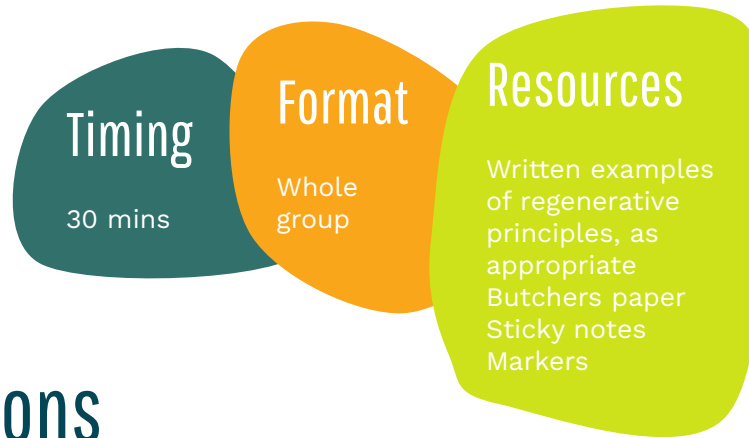 Timing
30 mins
Format
Whole
group
Resources
Written examples
of regenerative
principles, as
appropriate
Butchers paper
Sticky notes
Markers
ons